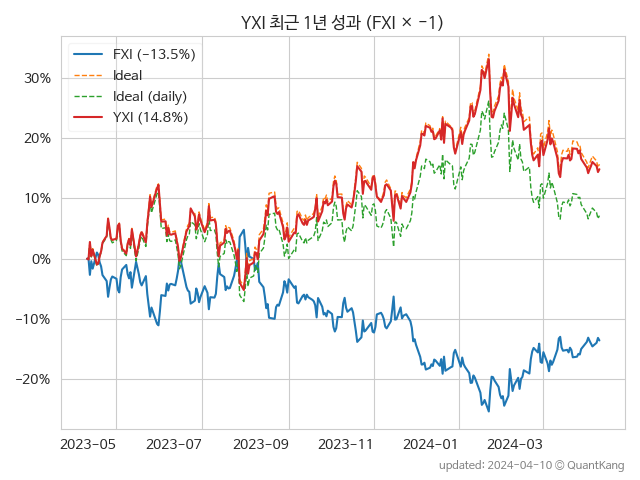 YXI 최근 1년 성과 (FXI × -1)
FXI (-13.5%)
Ideal
Ideal (daily)
YXI (14.8%)
30%
20%
10%
0%
-10%
-20%
2023-05 2023-07 2023-09 2023-11 2024-01 2024-03
updated: 2024-04-10 © QuantKang